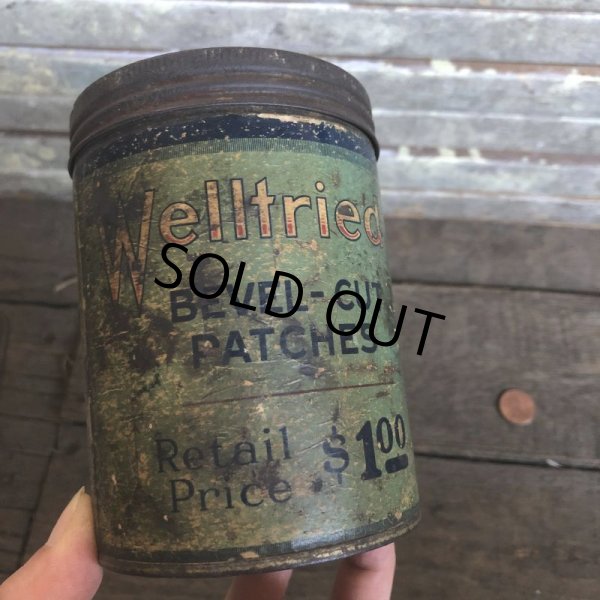 Welltried
BEVEL-CUT
PATCHES
SOLD OUT
Retail
Price $1.00